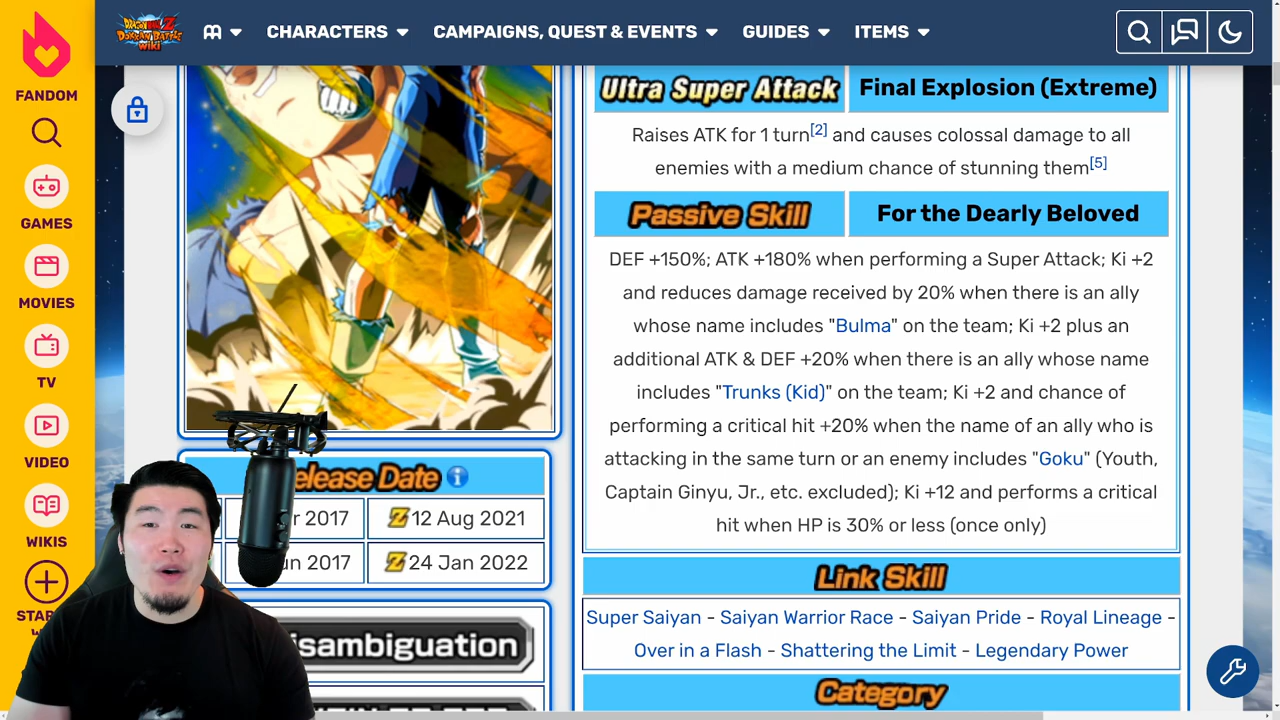 FANDOM
GAMES
MOVIES
TV
VIDEO
WIKIS
DRAGON BALL Z
DOKKAN BATTLE
WIKI
CHARACTERS
CAMPAIGNS, QUEST & EVENTS
GUIDES
ITEMS
Ultra Super Attack
Final Explosion (Extreme)
Raises ATK for 1 turn[2] and causes colossal damage to all
enemies with a medium chance of stunning them[5]
Passive Skill
For the Dearly Beloved
DEF +150%; ATK +180% when performing a Super Attack; Ki +2
and reduces damage received by 20% when there is an ally
whose name includes "Bulma" on the team; Ki +2 plus an
additional ATK & DEF +20% when there is an ally whose name
includes "Trunks (Kid)" on the team; Ki +2 and chance of
performing a critical hit +20% when the name of an ally who is
attacking in the same turn or an enemy includes "Goku" (Youth,
Captain Ginyu, Jr., etc. excluded); Ki +12 and performs a critical
hit when HP is 30% or less (once only)
elease Date
r 2017
Z 12 Aug 2021
un 2017
Z 24 Jan 2022
isambiguation
Link Skill
Super Saiyan - Saiyan Warrior Race - Saiyan Pride - Royal Lineage -
Over in a Flash - Shattering the Limit - Legendary Power
Category